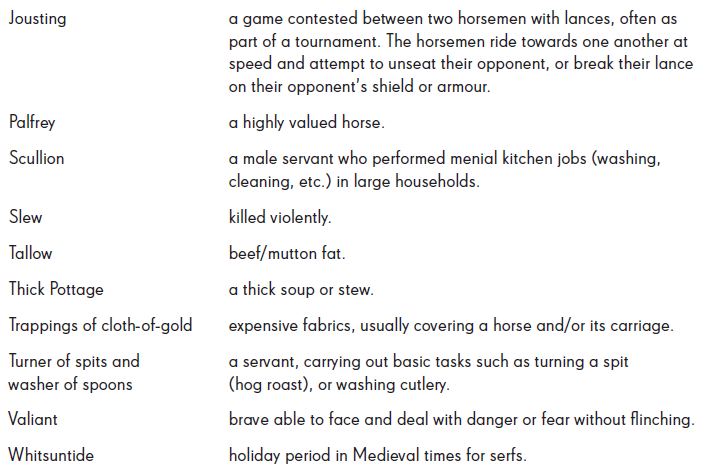 Jousting a game contested between two horsemen with lances, often as
part of a tournament. The horsemen ride towards one another at
speed and attempt to unseat their opponent, or break their lance
on their opponent's shield or armour.
Palfrey a highly valued horse.
Scullion a male servant who performed menial kitchen jobs (washing,
cleaning, etc.) in large households.
Slew killed violently.
Tallow beef/mutton fat.
Thick Pottage a thick soup or stew.
Trappings of cloth-of-gold expensive fabrics, usually covering a horse and/or its carriage.
Turner of spits and a servant, carrying out basic tasks such as turning a spit
washer of spoons (hog roast), or washing cutlery.
Valiant brave able to face and deal with danger or fear without flinching.
Whitsuntide holiday period in Medieval times for serfs.